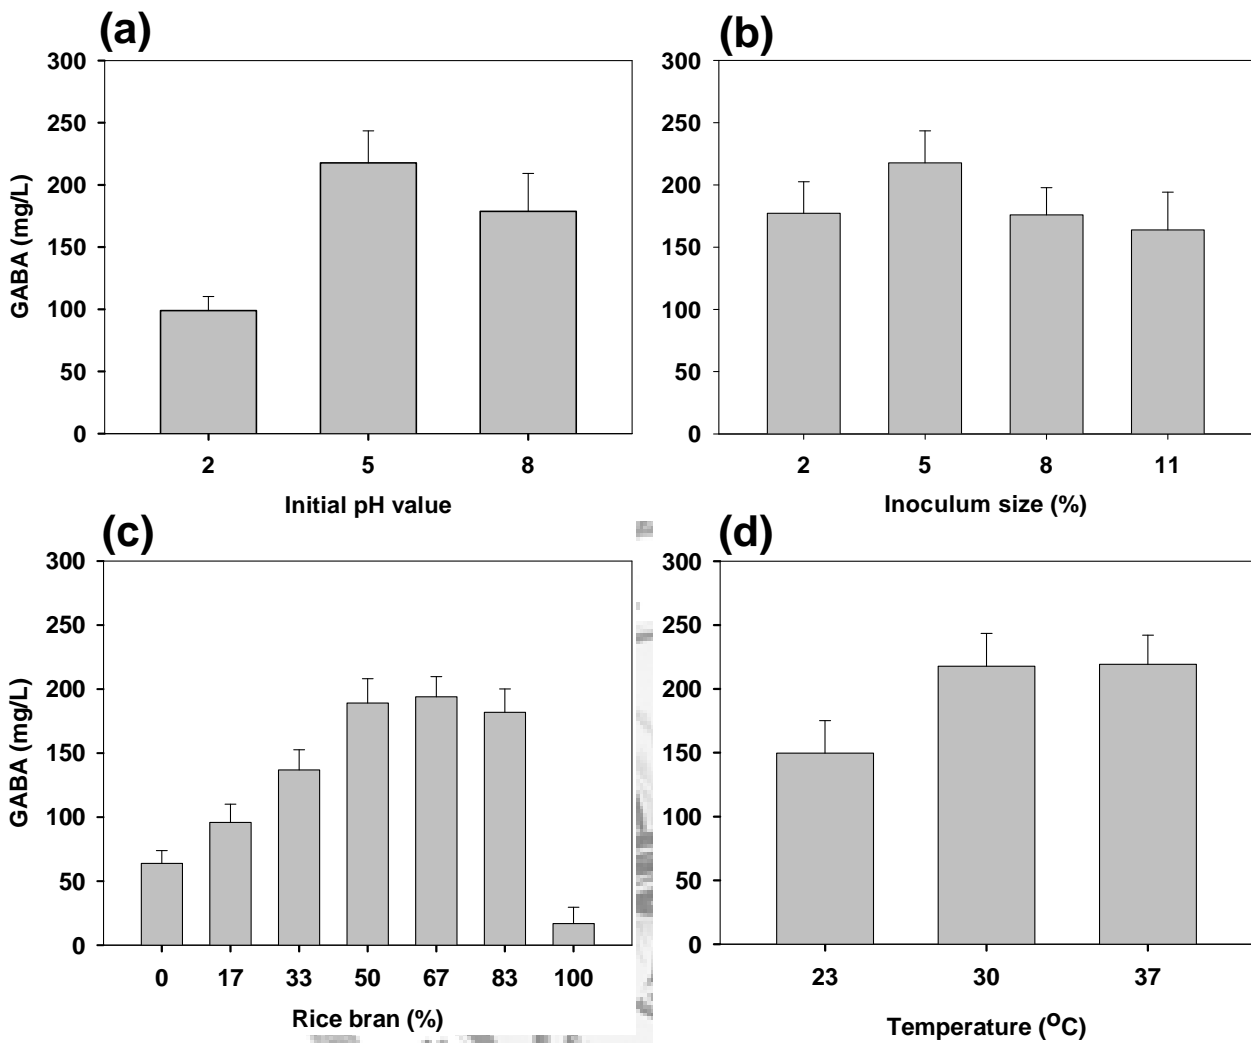 (a)
300
250
200
150
100
50
0
GABA (mg/L)
2 5 8
Initial pH value
(b)
300
250
200
150
100
50
0
2 5 8 11
Inoculum size (%)
(c)
300
250
200
150
100
50
0
GABA (mg/L)
0 17 33 50 67 83 100
Rice bran (%)
(d)
300
250
200
150
100
50
0
23 30 37
Temperature (ºC)